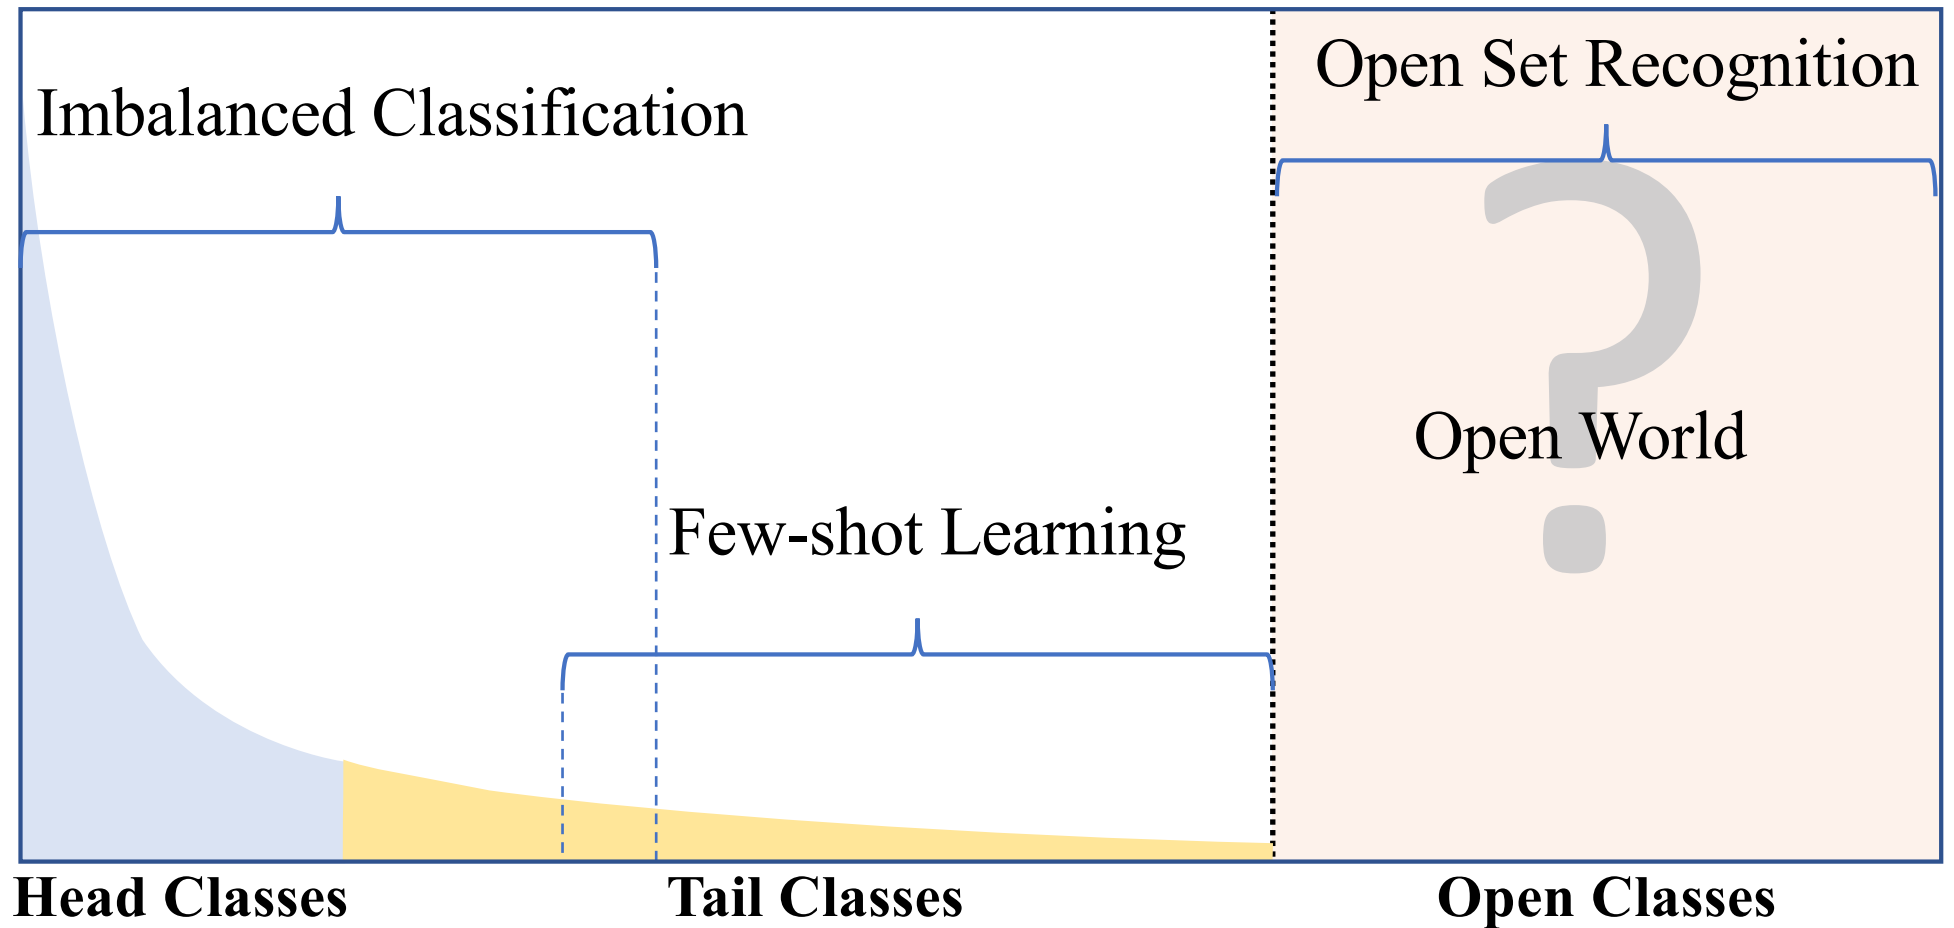 Imbalanced Classification
Open Set Recognition
?
Open World
Few-shot Learning
Head Classes
Tail Classes
Open Classes